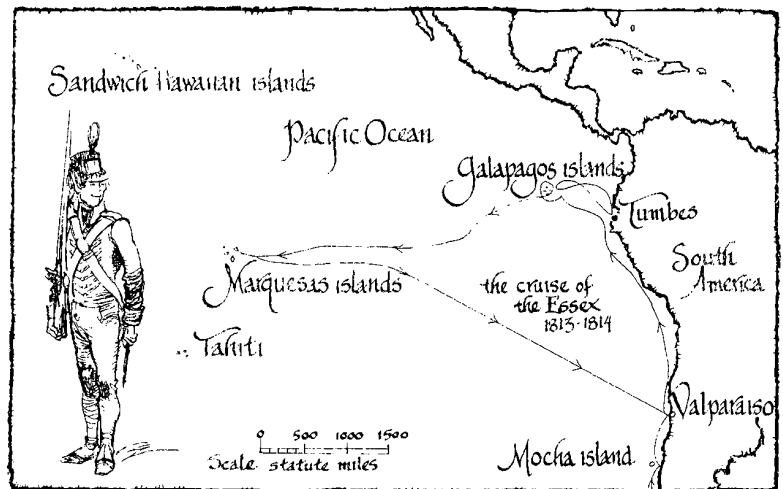 Sandwich Hawaiian islands
Pacific Ocean
Galapagos islands
Tumbes
South
America
Marquesas islands
the cruise of
the Essex
1813-1814
Tahiti
Valparaiso
0 500 1000 1500
Scale statute miles
Mocha island